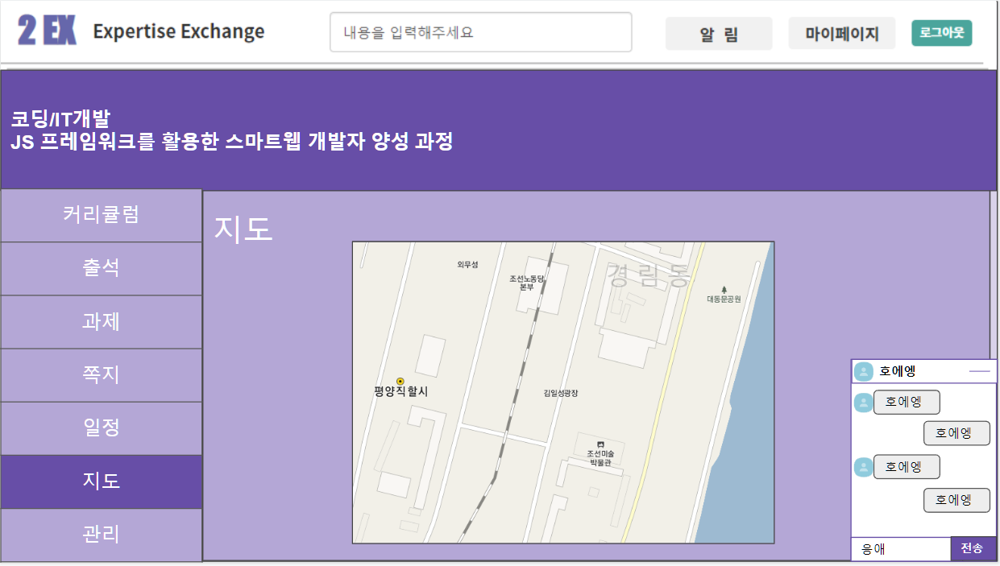 2 EX Expertise Exchange
내용을 입력해주세요
알 림
마이페이지
로그아웃
코딩/IT개발
JS 프레임워크를 활용한 스마트웹 개발자 양성 과정
커리큘럼
출석
과제
쪽지
일정
지도
관리
지도
외무성
조선노동당
본부
경림동
대동문공원
평양직할시
김일성광장
조선미술
박물관
호에엥
호에엥
호에엥
호에엥
호에엥
응애
전송